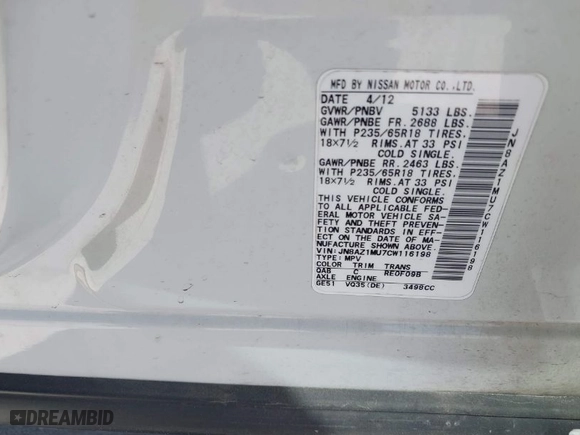 MFD BY NISSAN MOTOR CO.,LTD.
DATE 4/12
GVWR/PNBV 5133 LBS.
GAWR/PNBE FR. 2688 LBS.
WITH P235/65R18 TIRES,
18X7½ RIMS.AT 33 PSI
COLD SINGLE.
GAWR/PNBE RR. 2463 LBS.
WITH P235/65R18 TIRES,
18X7½ RIMS.AT 33 PSI
COLD SINGLE.
THIS VEHICLE CONFORMS
TO ALL APPLICABLE FED-
ERAL MOTOR VEHICLE SA-
FETY AND THEFT PREVEN-
TION STANDARDS IN EFF-
ECT ON THE DATE OF MA-
NUFACTURE SHOWN ABOVE.
VIN:JN8AZ1MU7CW116198
TYPE: MPV
COLOR TRIM TRANS
QAB C RE0F09B
AXLE ENGINE
GE51 VQ35(DE) 3498CC
JN8AZ1MU7CW116198
DREAMBID